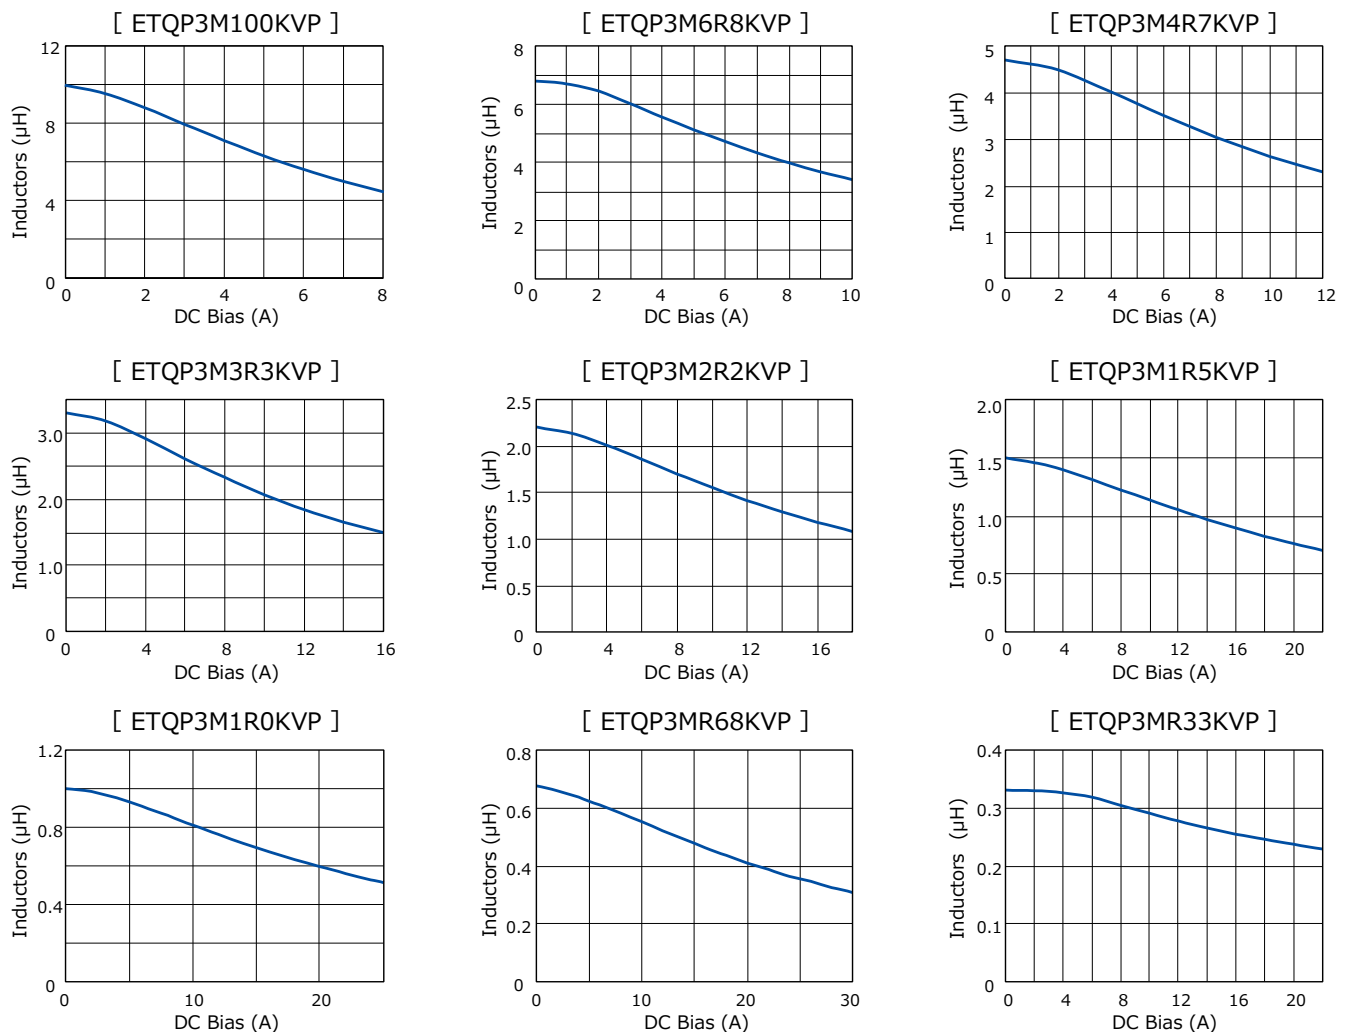 [ ETQP3M100KVP ]
12
8
4
0
Inductors (μH)
0 2 4 6 8
DC Bias (A)
[ ETQP3M6R8KVP ]
8
6
4
2
0
Inductors (μH)
0 2 4 6 8 10
DC Bias (A)
[ ETQP3M4R7KVP ]
5
4
3
2
1
0
Inductors (μH)
0 2 4 6 8 10 12
DC Bias (A)
[ ETQP3M3R3KVP ]
3.0
2.0
1.0
0
Inductors (μH)
0 4 8 12 16
DC Bias (A)
[ ETQP3M2R2KVP ]
2.5
2.0
1.5
1.0
0.5
0
Inductors (μH)
0 4 8 12 16
DC Bias (A)
[ ETQP3M1R5KVP ]
2.0
1.5
1.0
0.5
0
Inductors (μH)
0 4 8 12 16 20
DC Bias (A)
[ ETQP3M1R0KVP ]
1.2
0.8
0.4
0
Inductors (μH)
0 10 20
DC Bias (A)
[ ETQP3MR68KVP ]
0.8
0.6
0.4
0.2
0
Inductors (μH)
0 10 20 30
DC Bias (A)
[ ETQP3MR33KVP ]
0.4
0.3
0.2
0.1
0
Inductors (μH)
0 4 8 12 16 20
DC Bias (A)